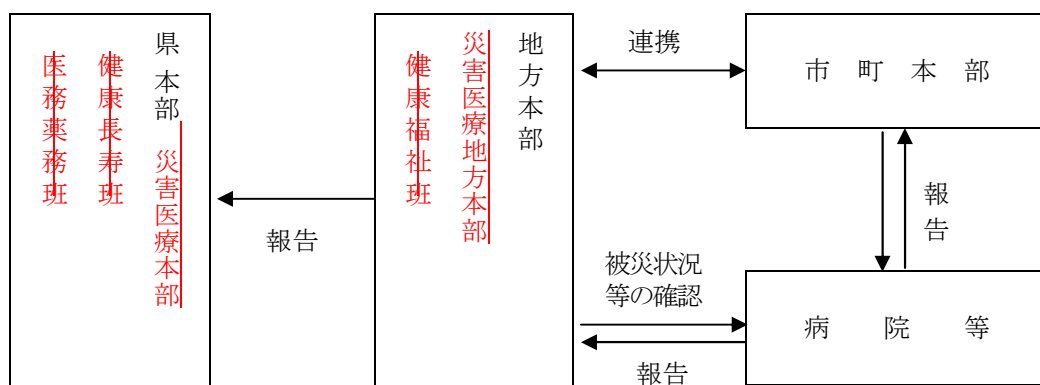 県本部 災害医療本部
健康長寿班
医務薬務班
報告
地方本部
災害医療地方本部
健康福祉班
連携
市町本部
報告
被災状況
等の確認
報告
病院等